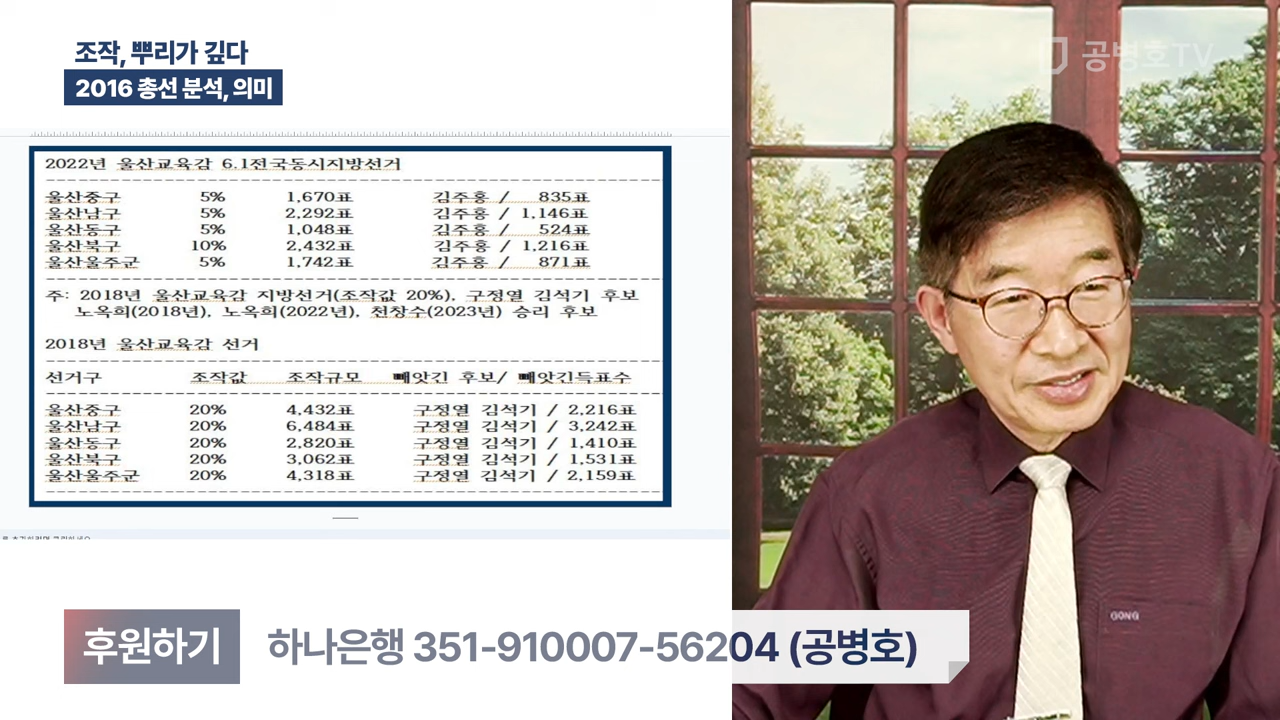 조작, 뿌리가 깊다
2016 총선 분석, 의미
공병호TV
2022년 울산교육감 6.1전국동시지방선거
울산중구 5% 1,670표 김주홍 / 835표
울산남구 5% 2,292표 김주홍 / 1,146표
울산동구 5% 1,048표 김주홍 / 524표
울산북구 10% 2,432표 김주홍 / 1,216표
울산울주군 5% 1,742표 김주홍 / 871표
주: 2018년 울산교육감 지방선거(조작값 20%), 구정열 김석기 후보
노옥희(2018년), 노옥희(2022년), 천창수(2023년) 승리 후보
2018년 울산교육감 선거
선거구 조작값 조작규모 빼앗긴 후보/ 빼앗긴득표수
울산중구 20% 4,432표 구정열 김석기 / 2,216표
울산남구 20% 6,484표 구정열 김석기 / 3,242표
울산동구 20% 2,820표 구정열 김석기 / 1,410표
울산북구 20% 3,062표 구정열 김석기 / 1,531표
울산울주군 20% 4,318표 구정열 김석기 / 2,159표
GONG
후원하기 하나은행 351-910007-56204 (공병호)